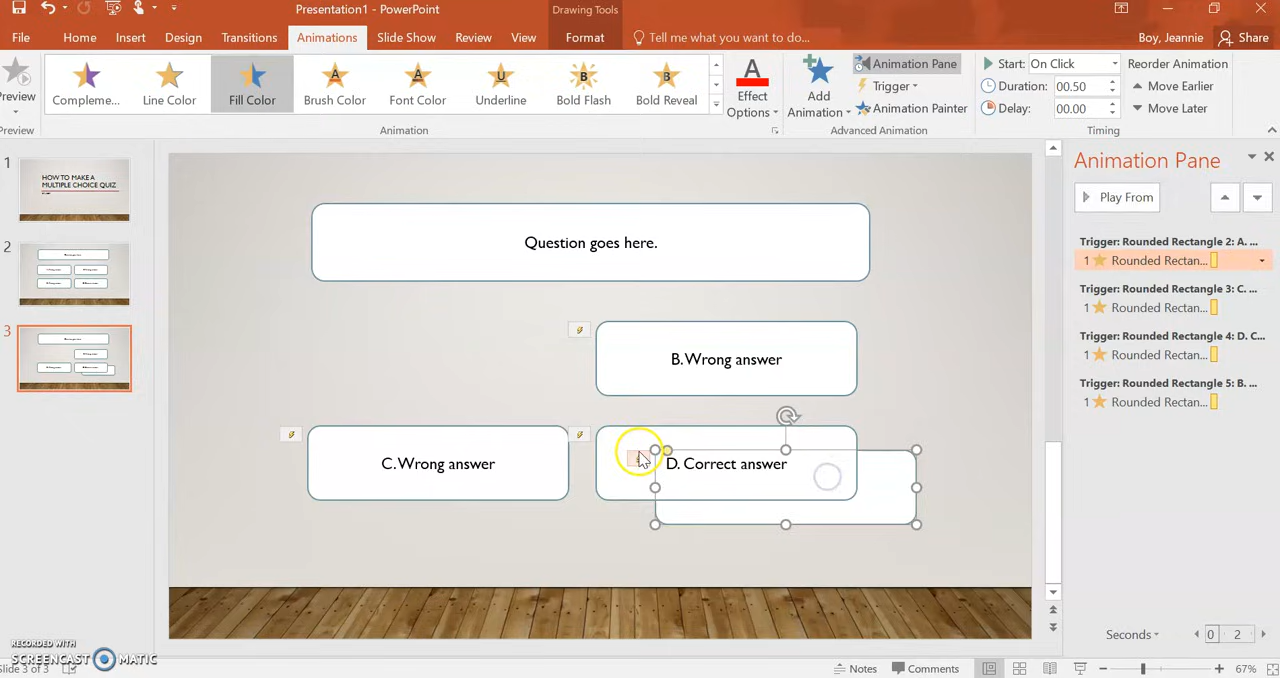 Presentation1 - PowerPoint
Drawing Tools
File Home Insert Design Transitions Animations Slide Show Review View Format Tell me what you want to do...
Boy, Jeannie Share
Preview
Compleme... Line Color Fill Color Brush Color Font Color Underline Bold Flash Bold Reveal
Effect Options
Add Animation
Animation Pane
Trigger
Animation Painter
Start: On Click
Duration: 00.50
Delay: 00.00
Reorder Animation
Move Earlier
Move Later
Preview
Animation
Advanced Animation
Timing
1
HOW TO MAKE A
MULTIPLE CHOICE QUIZ
2
3
Question goes here.
B. Wrong answer
C. Wrong answer
D. Correct answer
Animation Pane
Play From
Trigger: Rounded Rectangle 2: A. ...
1 Rounded Rectan...
Trigger: Rounded Rectangle 3: C. ...
1 Rounded Rectan...
Trigger: Rounded Rectangle 4: D. C...
1 Rounded Rectan...
Trigger: Rounded Rectangle 5: B. ...
1 Rounded Rectan...
Seconds 0 2
RECORDED WITH
SCREENCAST MATIC
Slide 3 of 3
Notes Comments 67%